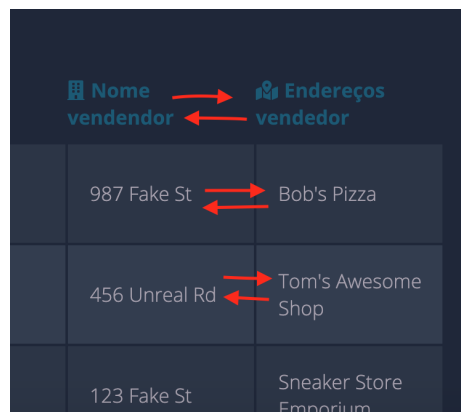 Nome vendendor
Endereços vendedor
987 Fake St
Bob's Pizza
456 Unreal Rd
Tom's Awesome Shop
123 Fake St
Sneaker Store Emporium